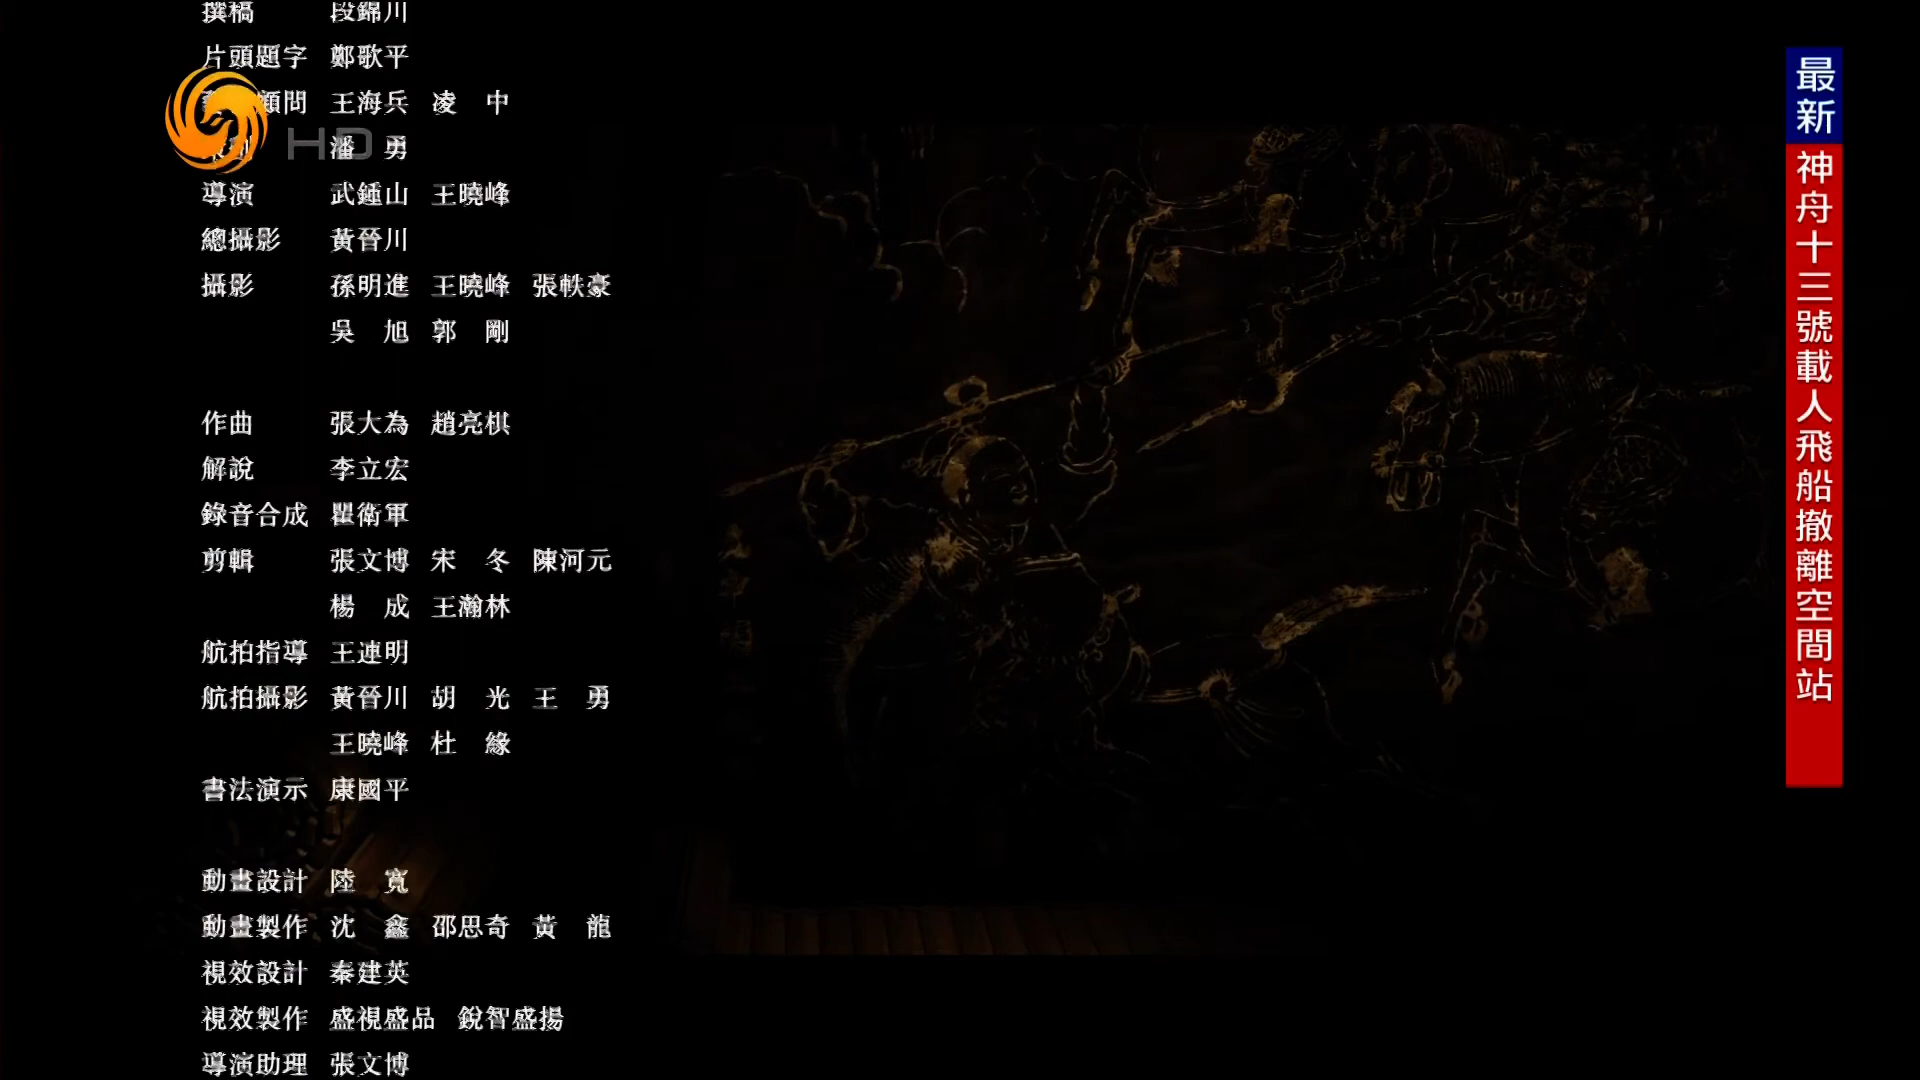 撰稿 段錦川
片頭題字 鄭歌平
顧問 王海兵 凌 中
潘 勇
HD
導演 武鍾山 王曉峰
總攝影 黃晉川
攝影 孫明進 王曉峰 張軼豪
吳 旭 郭 剛
作曲 張大為 趙亮棋
解說 李立宏
錄音合成 瞿衛軍
剪輯 張文博 宋 冬 陳河元
楊 成 王瀚林
航拍指導 王連明
航拍攝影 黃晉川 胡 光 王 勇
王曉峰 杜 緣
書法演示 康國平
動畫設計 陸 寬
動畫製作 沈 鑫 邵思奇 黃 龍
視效設計 秦建英
視效製作 盛視盛品 銳智盛揚
導演助理 張文博
最新
神舟十三號載人飛船撤離空間站